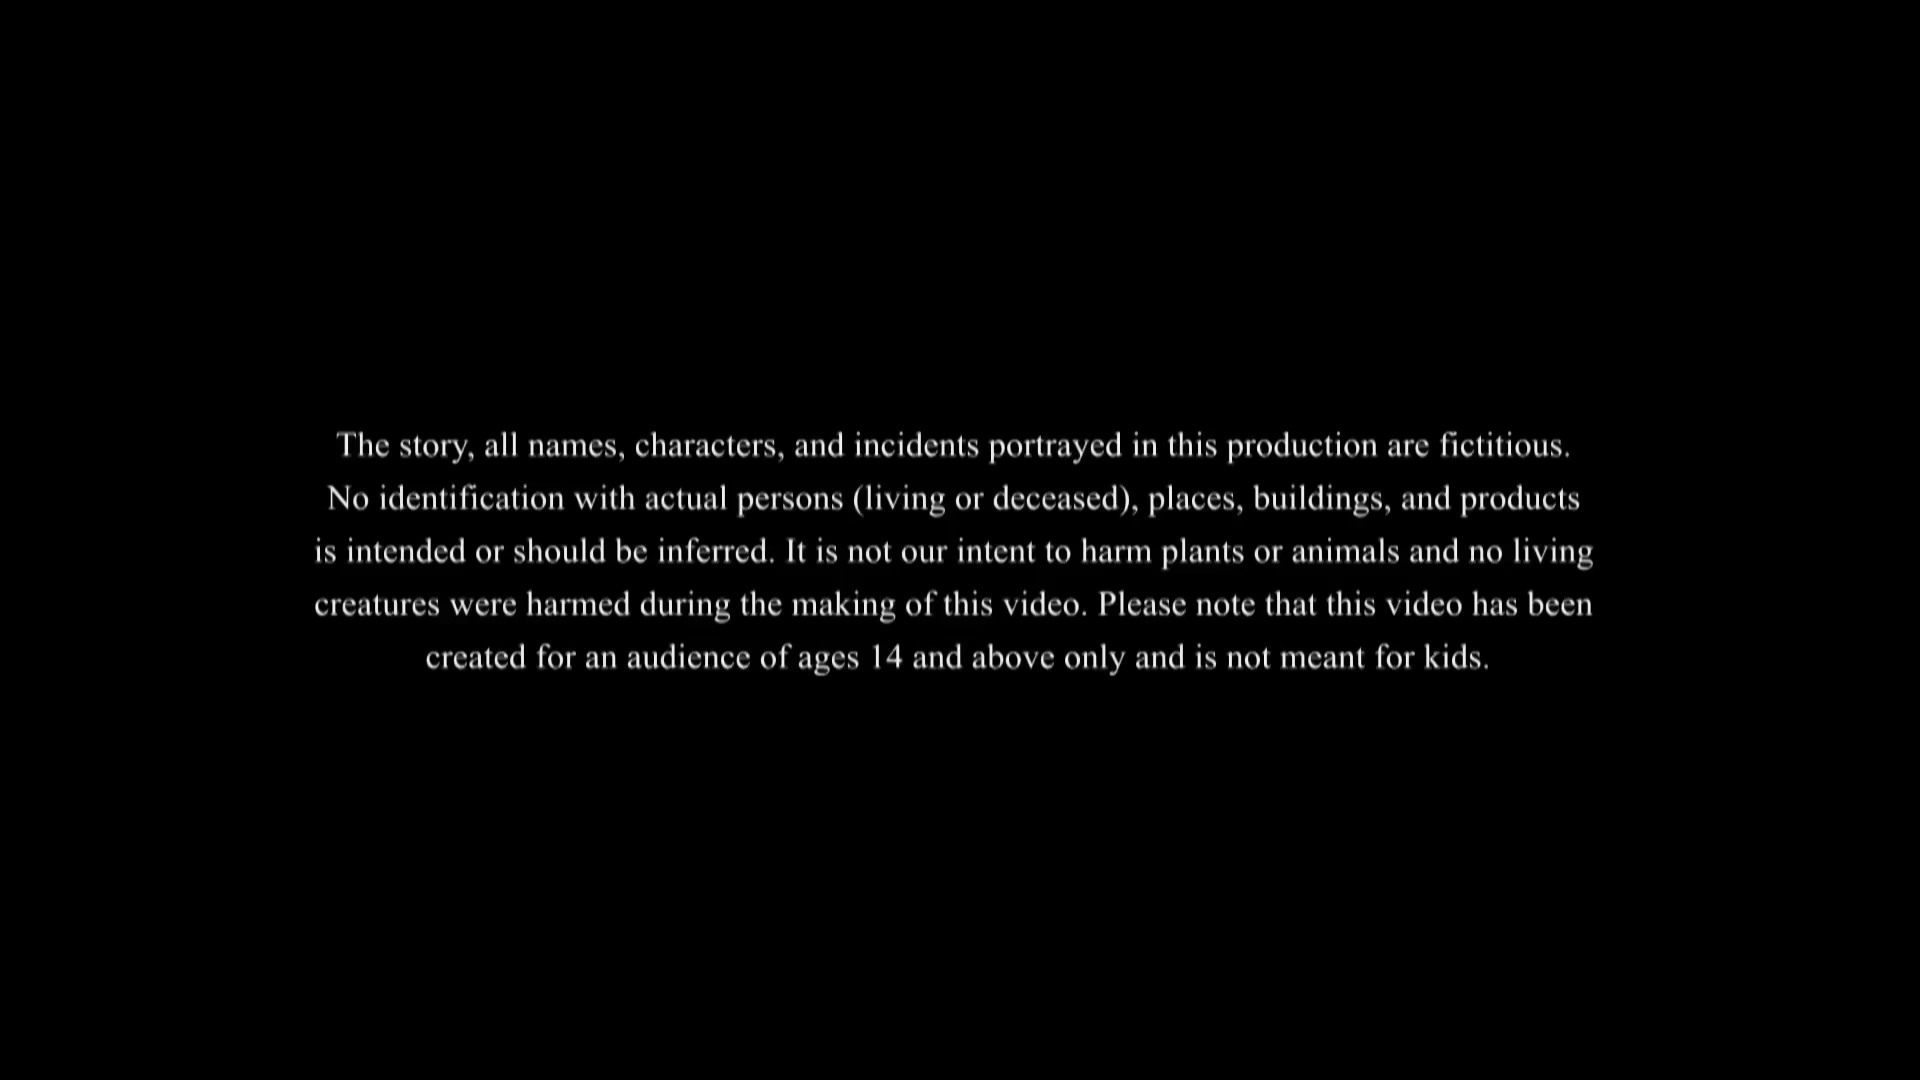 The story, all names, characters, and incidents portrayed in this production are fictitious.
No identification with actual persons (living or deceased), places, buildings, and products
is intended or should be inferred. It is not our intent to harm plants or animals and no living
creatures were harmed during the making of this video. Please note that this video has been
created for an audience of ages 14 and above only and is not meant for kids.